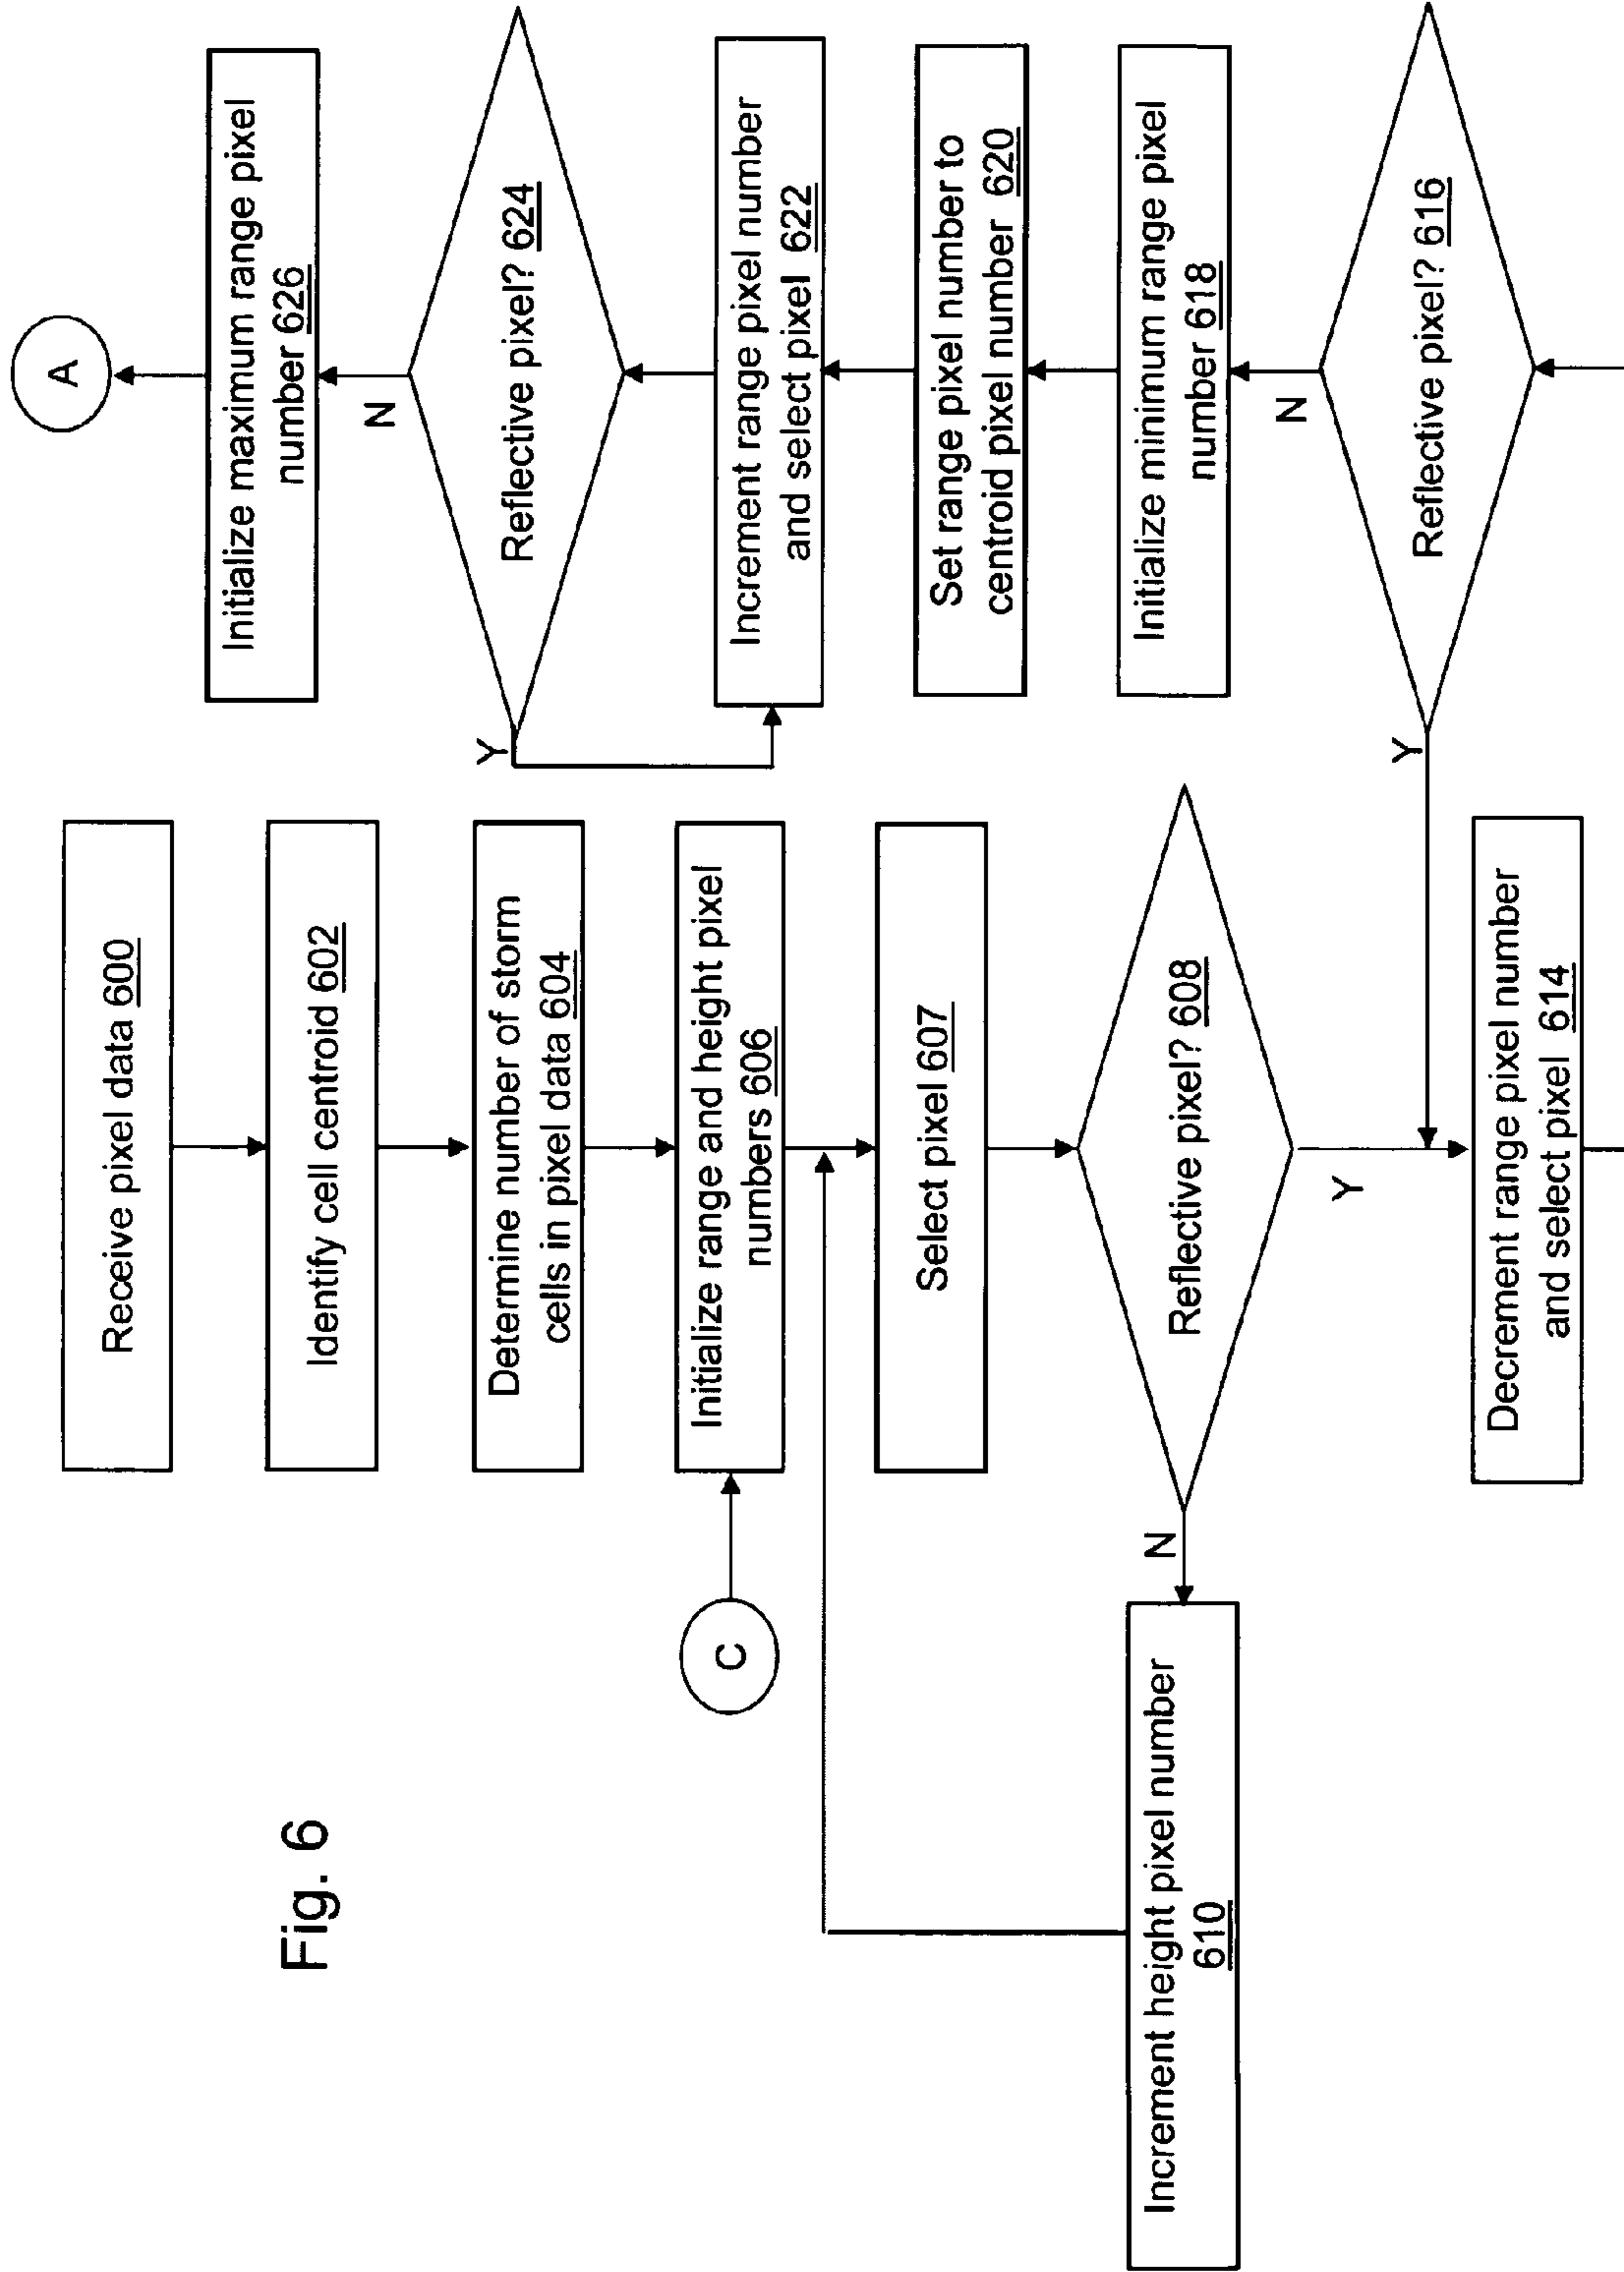 Fig. 6
Receive pixel data 600
Identify cell centroid 602
Determine number of storm
cells in pixel data 604
C
Initialize range and height pixel
numbers 606
Select pixel 607
Reflective pixel? 608
N
Y
Increment height pixel number
610
Decrement range pixel number
and select pixel 614
Reflective pixel? 616
Y
N
Initialize minimum range pixel
number 618
Set range pixel number to
centroid pixel number 620
Increment range pixel number
and select pixel 622
Reflective pixel? 624
Y
N
Initialize maximum range pixel
number 626
A